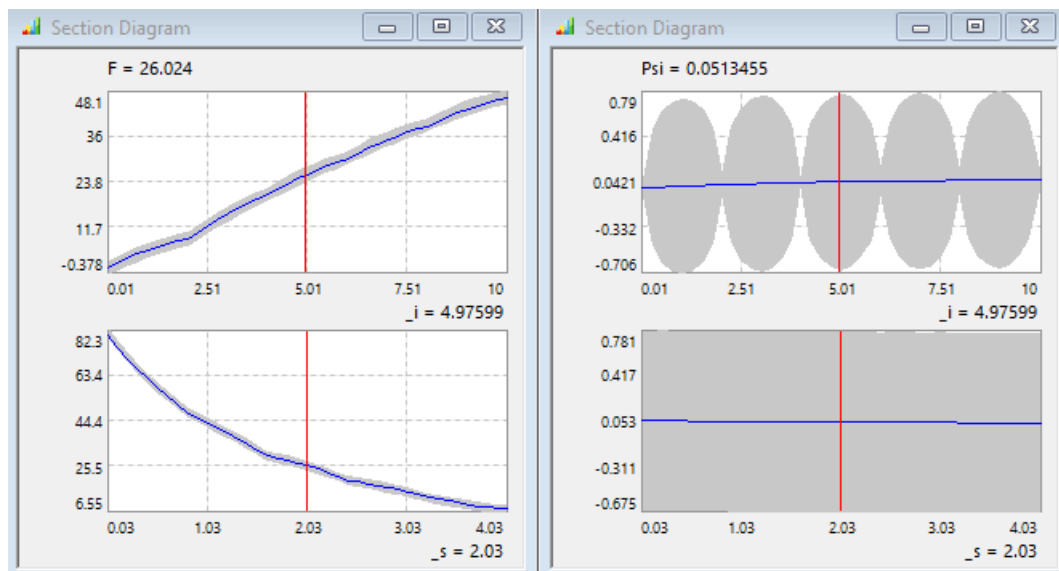 Section Diagram
F = 26.024
48.1
36
23.8
11.7
-0.378
0.01 2.51 5.01 7.51 10
_i = 4.97599
82.3
63.4
44.4
25.5
6.55
0.03 1.03 2.03 3.03 4.03
_s = 2.03
Section Diagram
Psi = 0.0513455
0.79
0.416
0.0421
-0.332
-0.706
0.01 2.51 5.01 7.51 10
_i = 4.97599
0.781
0.417
0.053
-0.311
-0.675
0.03 1.03 2.03 3.03 4.03
_s = 2.03